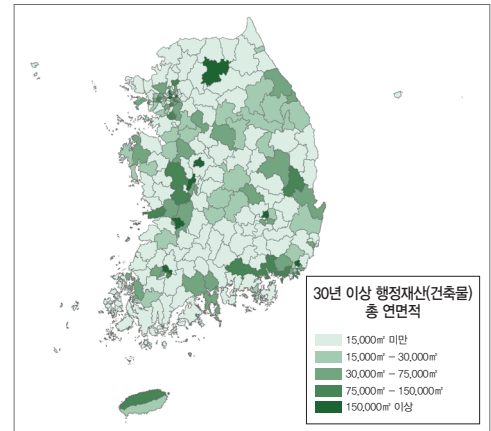 30년 이상 행정재산(건축물)
총 연면적
15,000㎡ 미만
15,000㎡ - 30,000㎡
30,000㎡ - 75,000㎡
75,000㎡ - 150,000㎡
150,000㎡ 이상